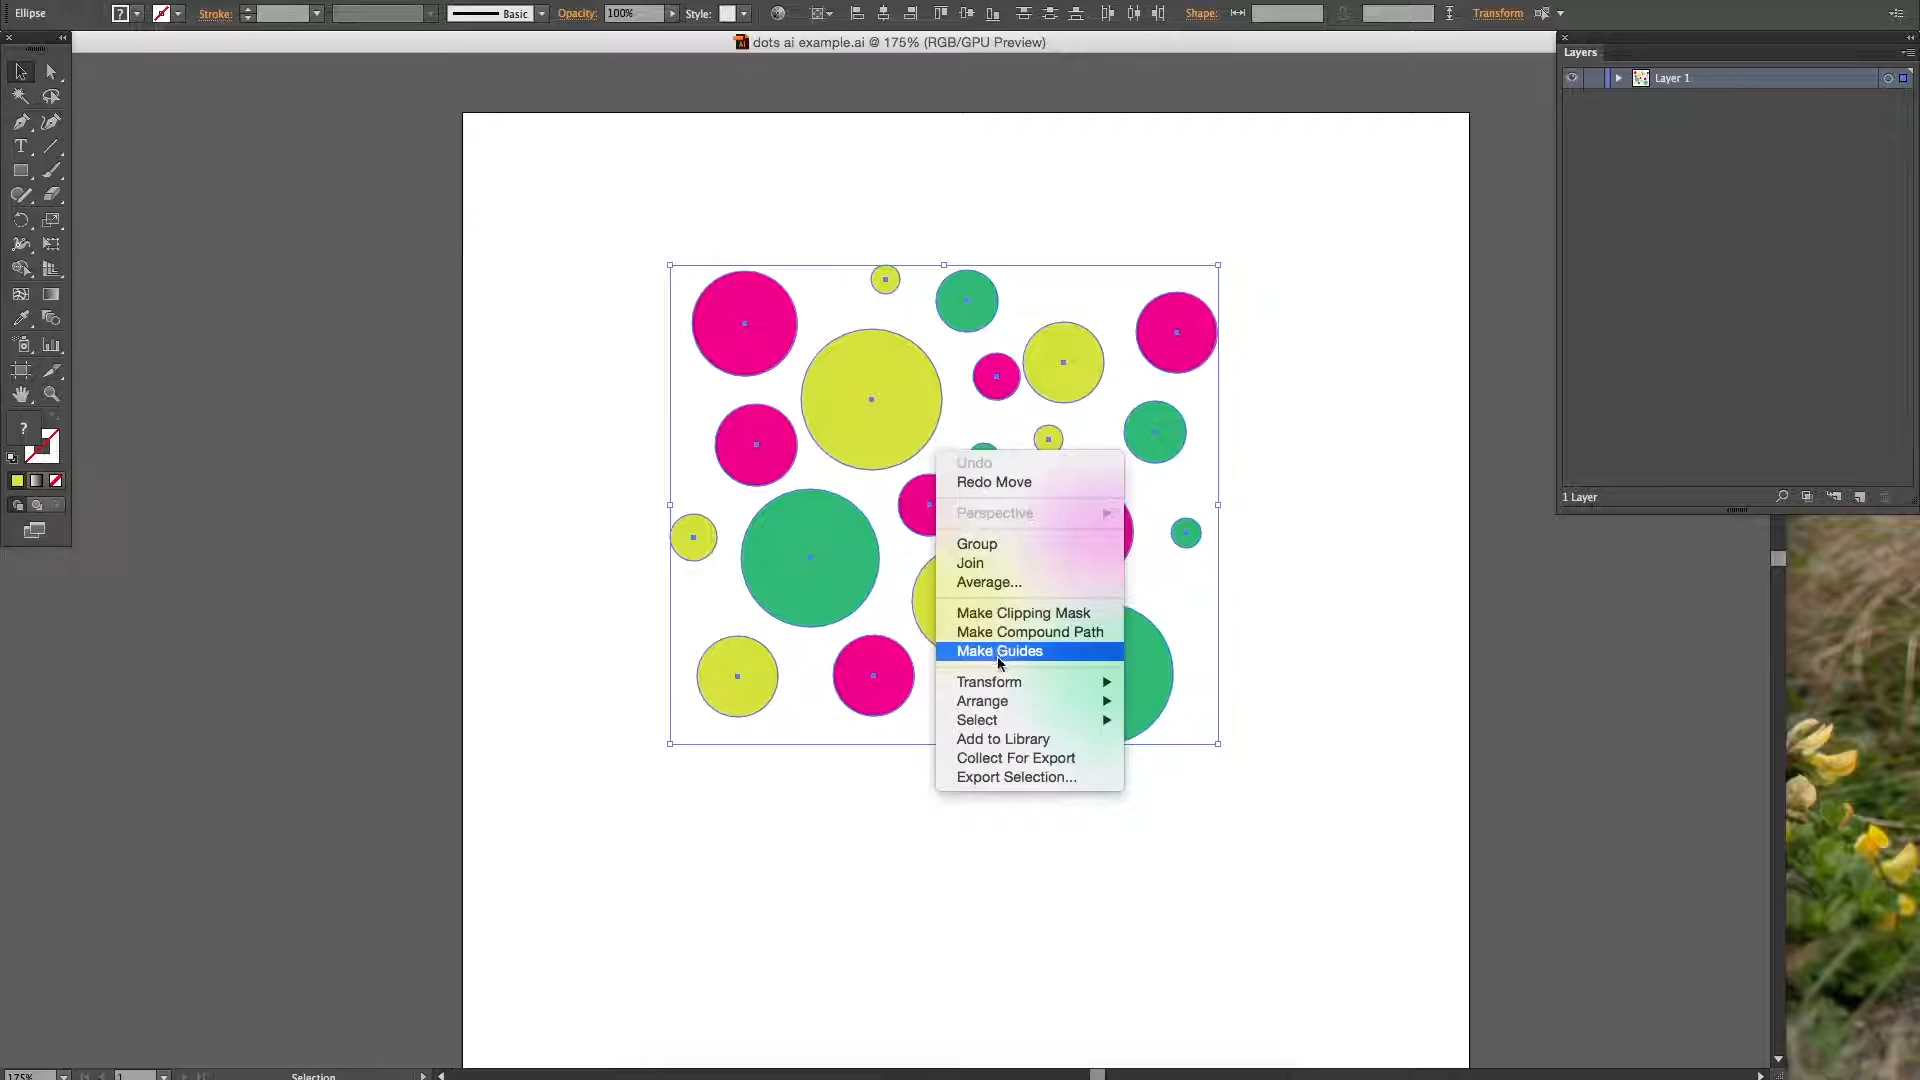 Ellipse
?
Stroke:
Basic
Opacity:
100%
Style:
Shape:
Transform
dots ai example.ai @ 175% (RGB/GPU Preview)
Layers
Layer 1
T
?
1 Layer
Undo
Redo Move
Perspective
Group
Join
Average...
Make Clipping Mask
Make Compound Path
Make Guides
Transform
Arrange
Select
Add to Library
Collect For Export
Export Selection...
175%
1
Selection